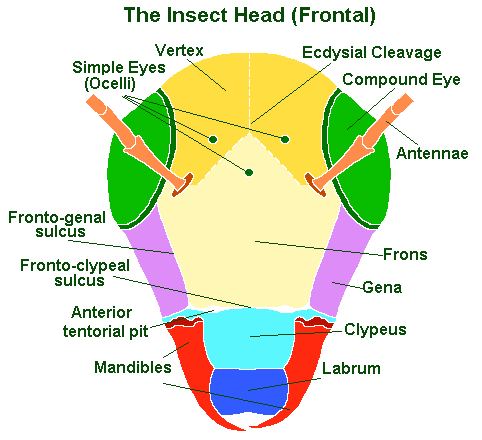 The Insect Head (Frontal)
Vertex
Ecdysial Cleavage
Simple Eyes
(Ocelli)
Compound Eye
Antennae
Fronto-genal
sulcus
Frons
Fronto-clypeal
sulcus
Gena
Anterior
tentorial pit
Clypeus
Mandibles
Labrum